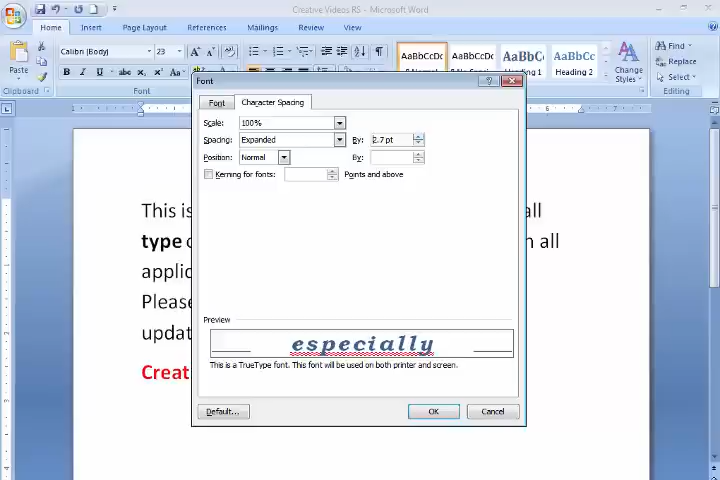 Creative Videos RS - Microsoft Word
Home Insert Page Layout References Mailings Review View
Calibri (Body) 23
Paste
B I U abc X₂ X² Aa
AaBbCcDc AaBbCcDc AaBbC AaBbCc
Heading 2
Change
Styles
Find
Replace
Select
Clipboard Font Editing
Font
Font Character Spacing
Scale: 100%
Spacing: Expanded By: 2.7 pt
Position: Normal By:
Kerning for fonts: Points and above
Preview
especially
This is a TrueType font. This font will be used on both printer and screen.
Default... OK Cancel
This is all
type all
applic
Please
updat
Creat